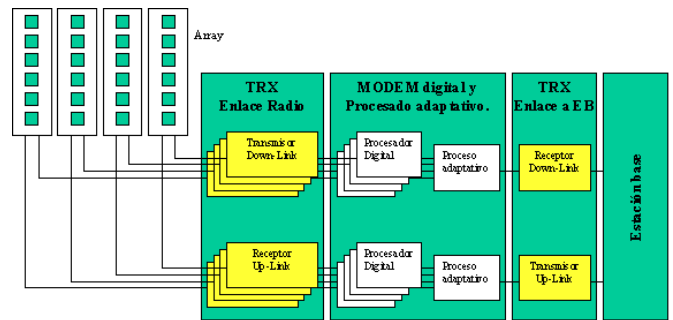 Array
TRX
Enlace Radio
MODEM digital y
Procesado adaptativo.
TRX
Enlace a EB
Transmisor
Down-Link
Procesador
Digital
Proceso
adaptativo
Receptor
Down-Link
Estación base
Receptor
Up-Link
Procesador
Digital
Proceso
adaptativo
Transmisor
Up-Link